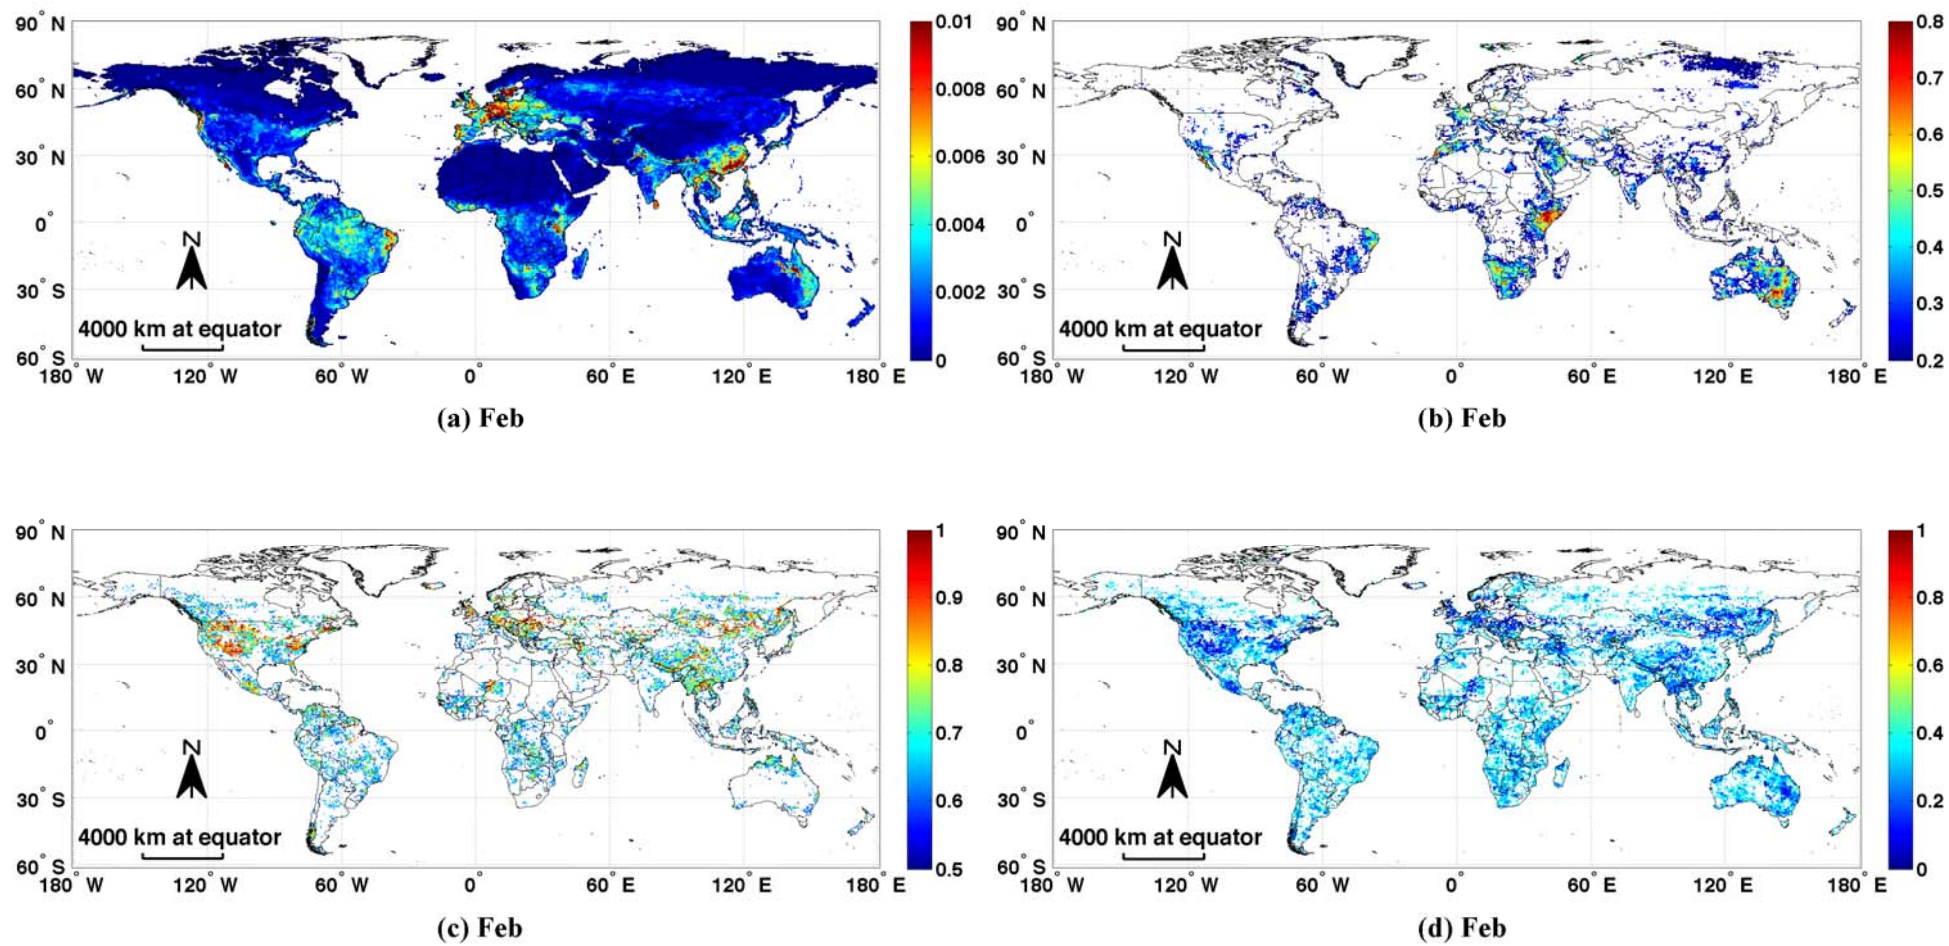 90° N
60° N
30° N
0°
30° S
60° S
180° W
120° W
60° W
0°
60° E
120° E
180° E
N
4000 km at equator
0.01
0.008
0.006
0.004
0.002
0
(a) Feb
90° N
60° N
30° N
0°
30° S
60° S
180° W
120° W
60° W
0°
60° E
120° E
180° E
N
4000 km at equator
0.8
0.7
0.6
0.5
0.4
0.3
0.2
(b) Feb
90° N
60° N
30° N
0°
30° S
60° S
180° W
120° W
60° W
0°
60° E
120° E
180° E
N
4000 km at equator
1
0.9
0.8
0.7
0.6
0.5
(c) Feb
90° N
60° N
30° N
0°
30° S
60° S
180° W
120° W
60° W
0°
60° E
120° E
180° E
N
4000 km at equator
1
0.8
0.6
0.4
0.2
0
(d) Feb